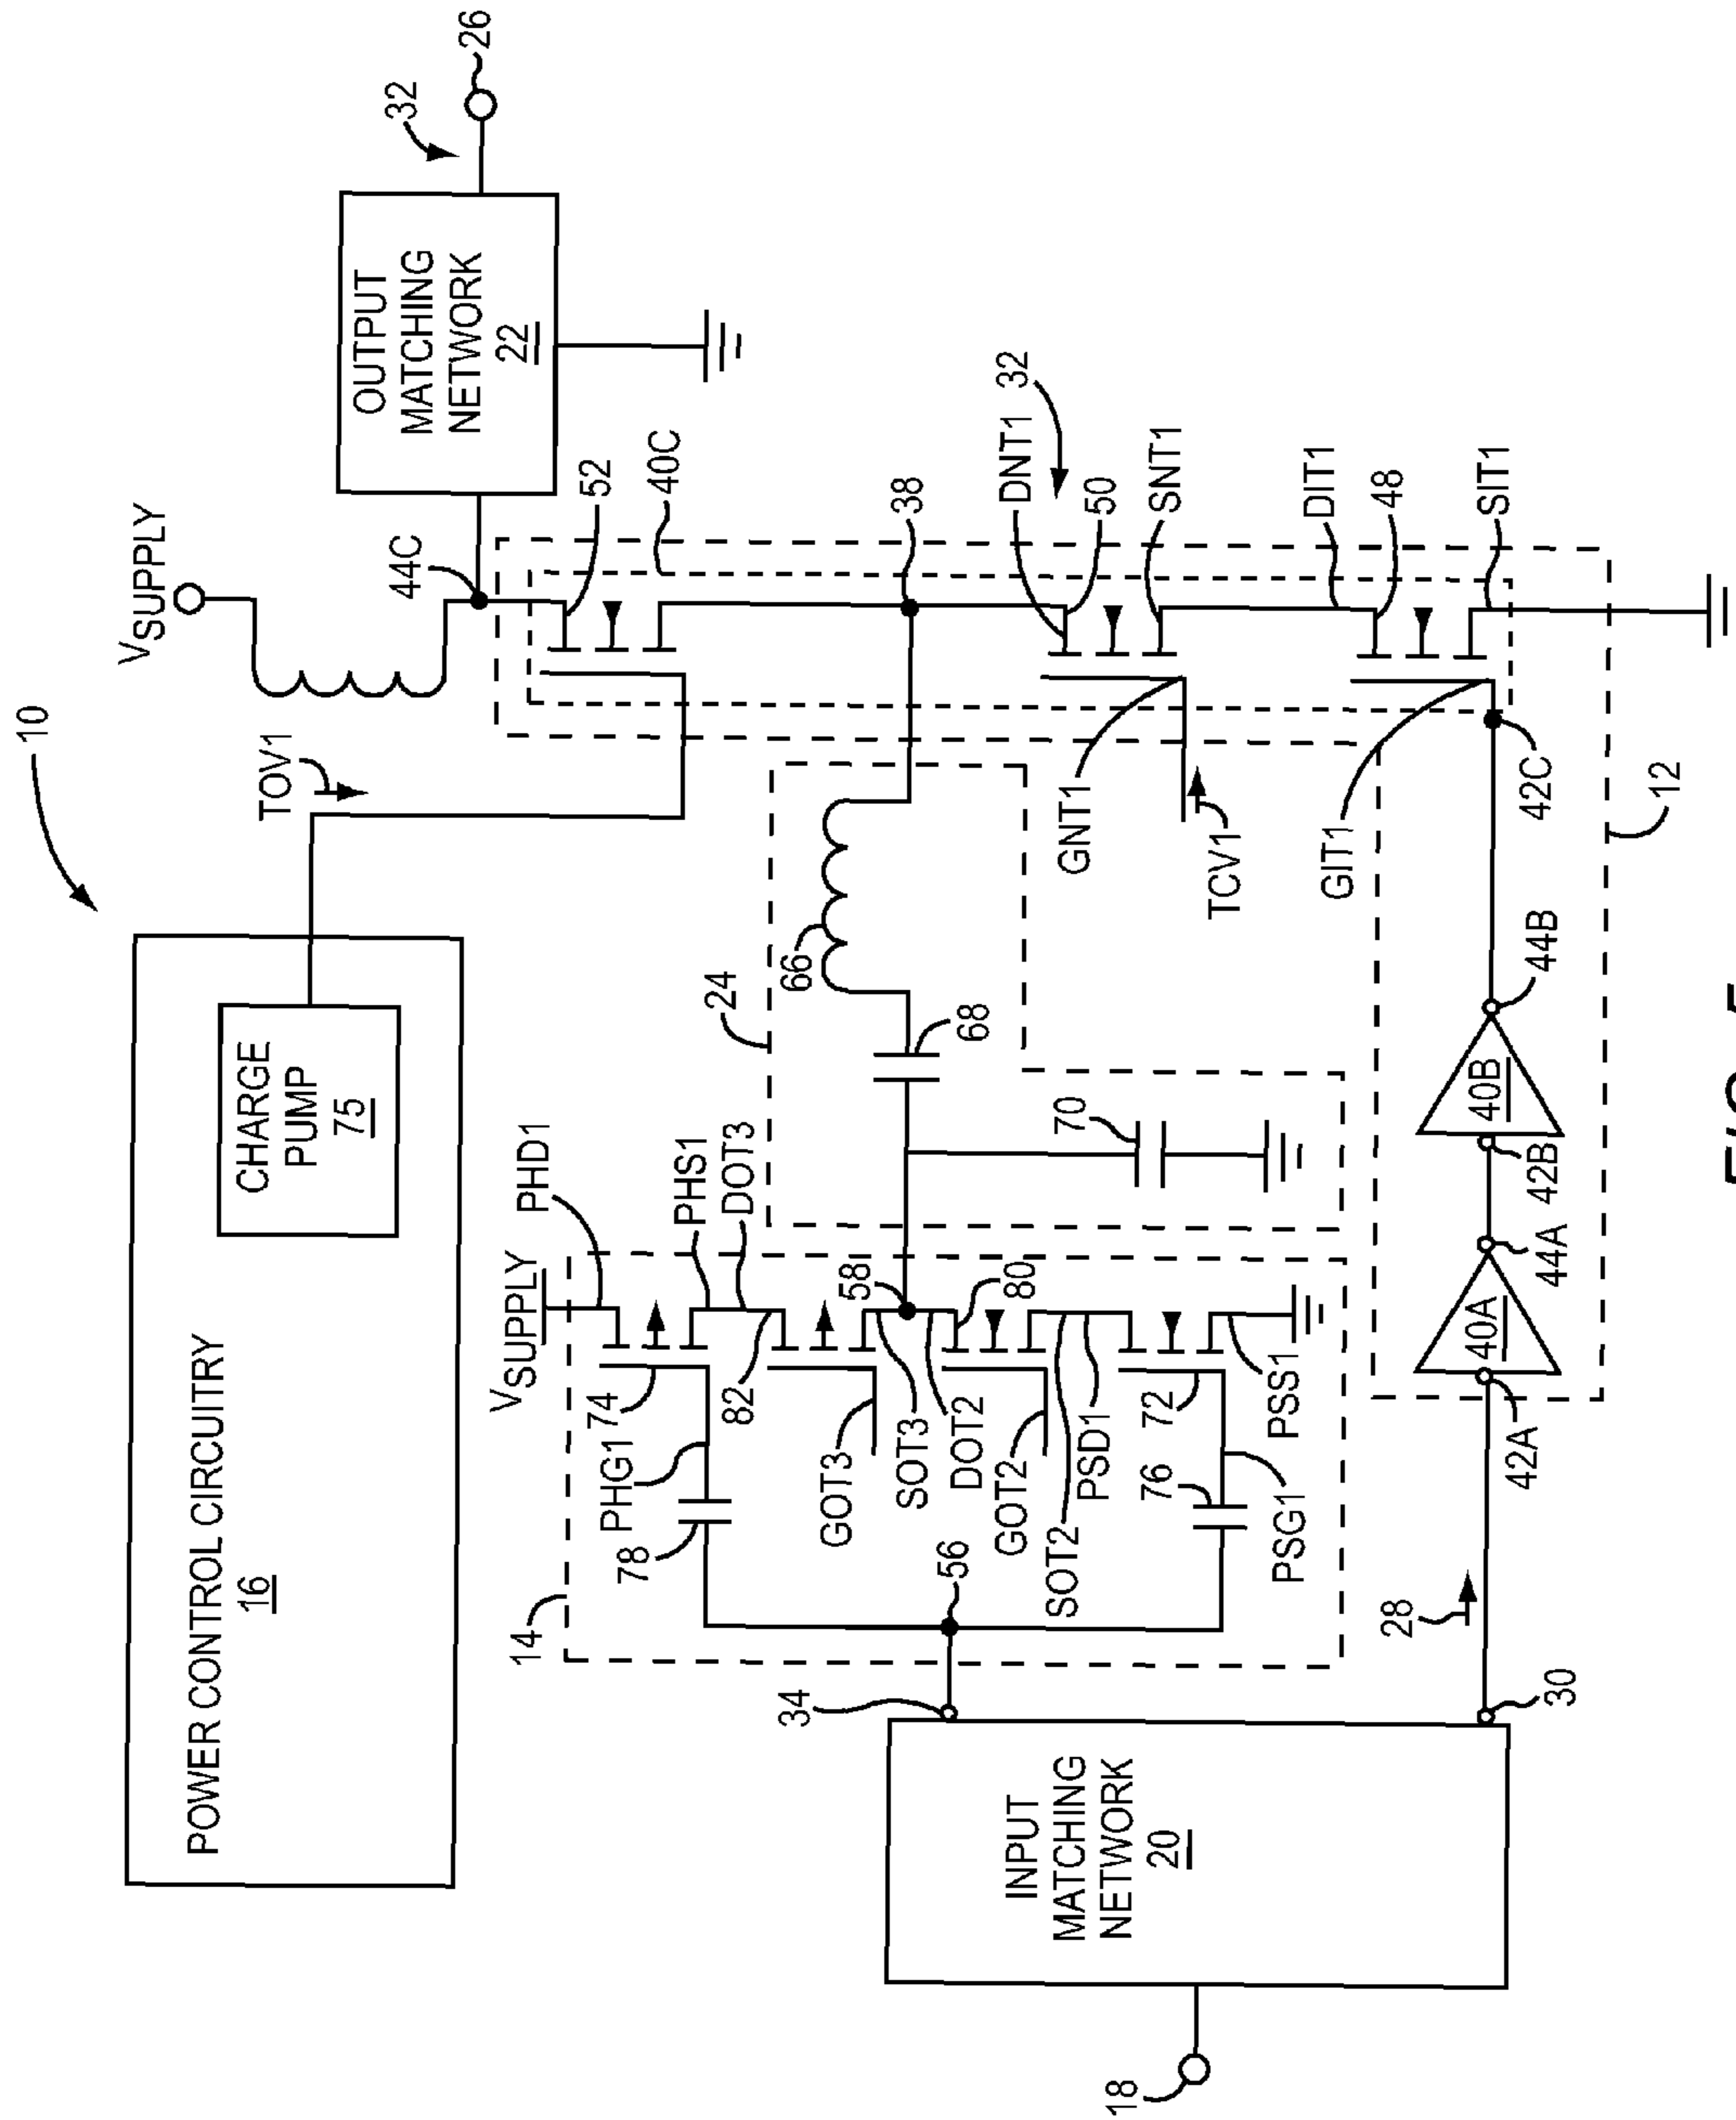 10
POWER CONTROL CIRCUITRY
16
CHARGE
PUMP
75
TOV1
VSUPPLY
44C
OUTPUT
MATCHING
NETWORK
22
32
26
52
40C
38
DNT1
32
50
SNT1
DIT1
48
SIT1
GNT1
TCV1
GIT1
42C
12
24
66
68
70
14
VSUPPLY
PHD1
74
PHS1
DOT3
PHG1
78
82
GOT3
SOT3
58
DOT2
80
GOT2
SOT2
PSD1
72
76
PSG1
PSS1
56
34
INPUT
MATCHING
NETWORK
20
18
30
28
42A
40A
44A
42B
40B
44B